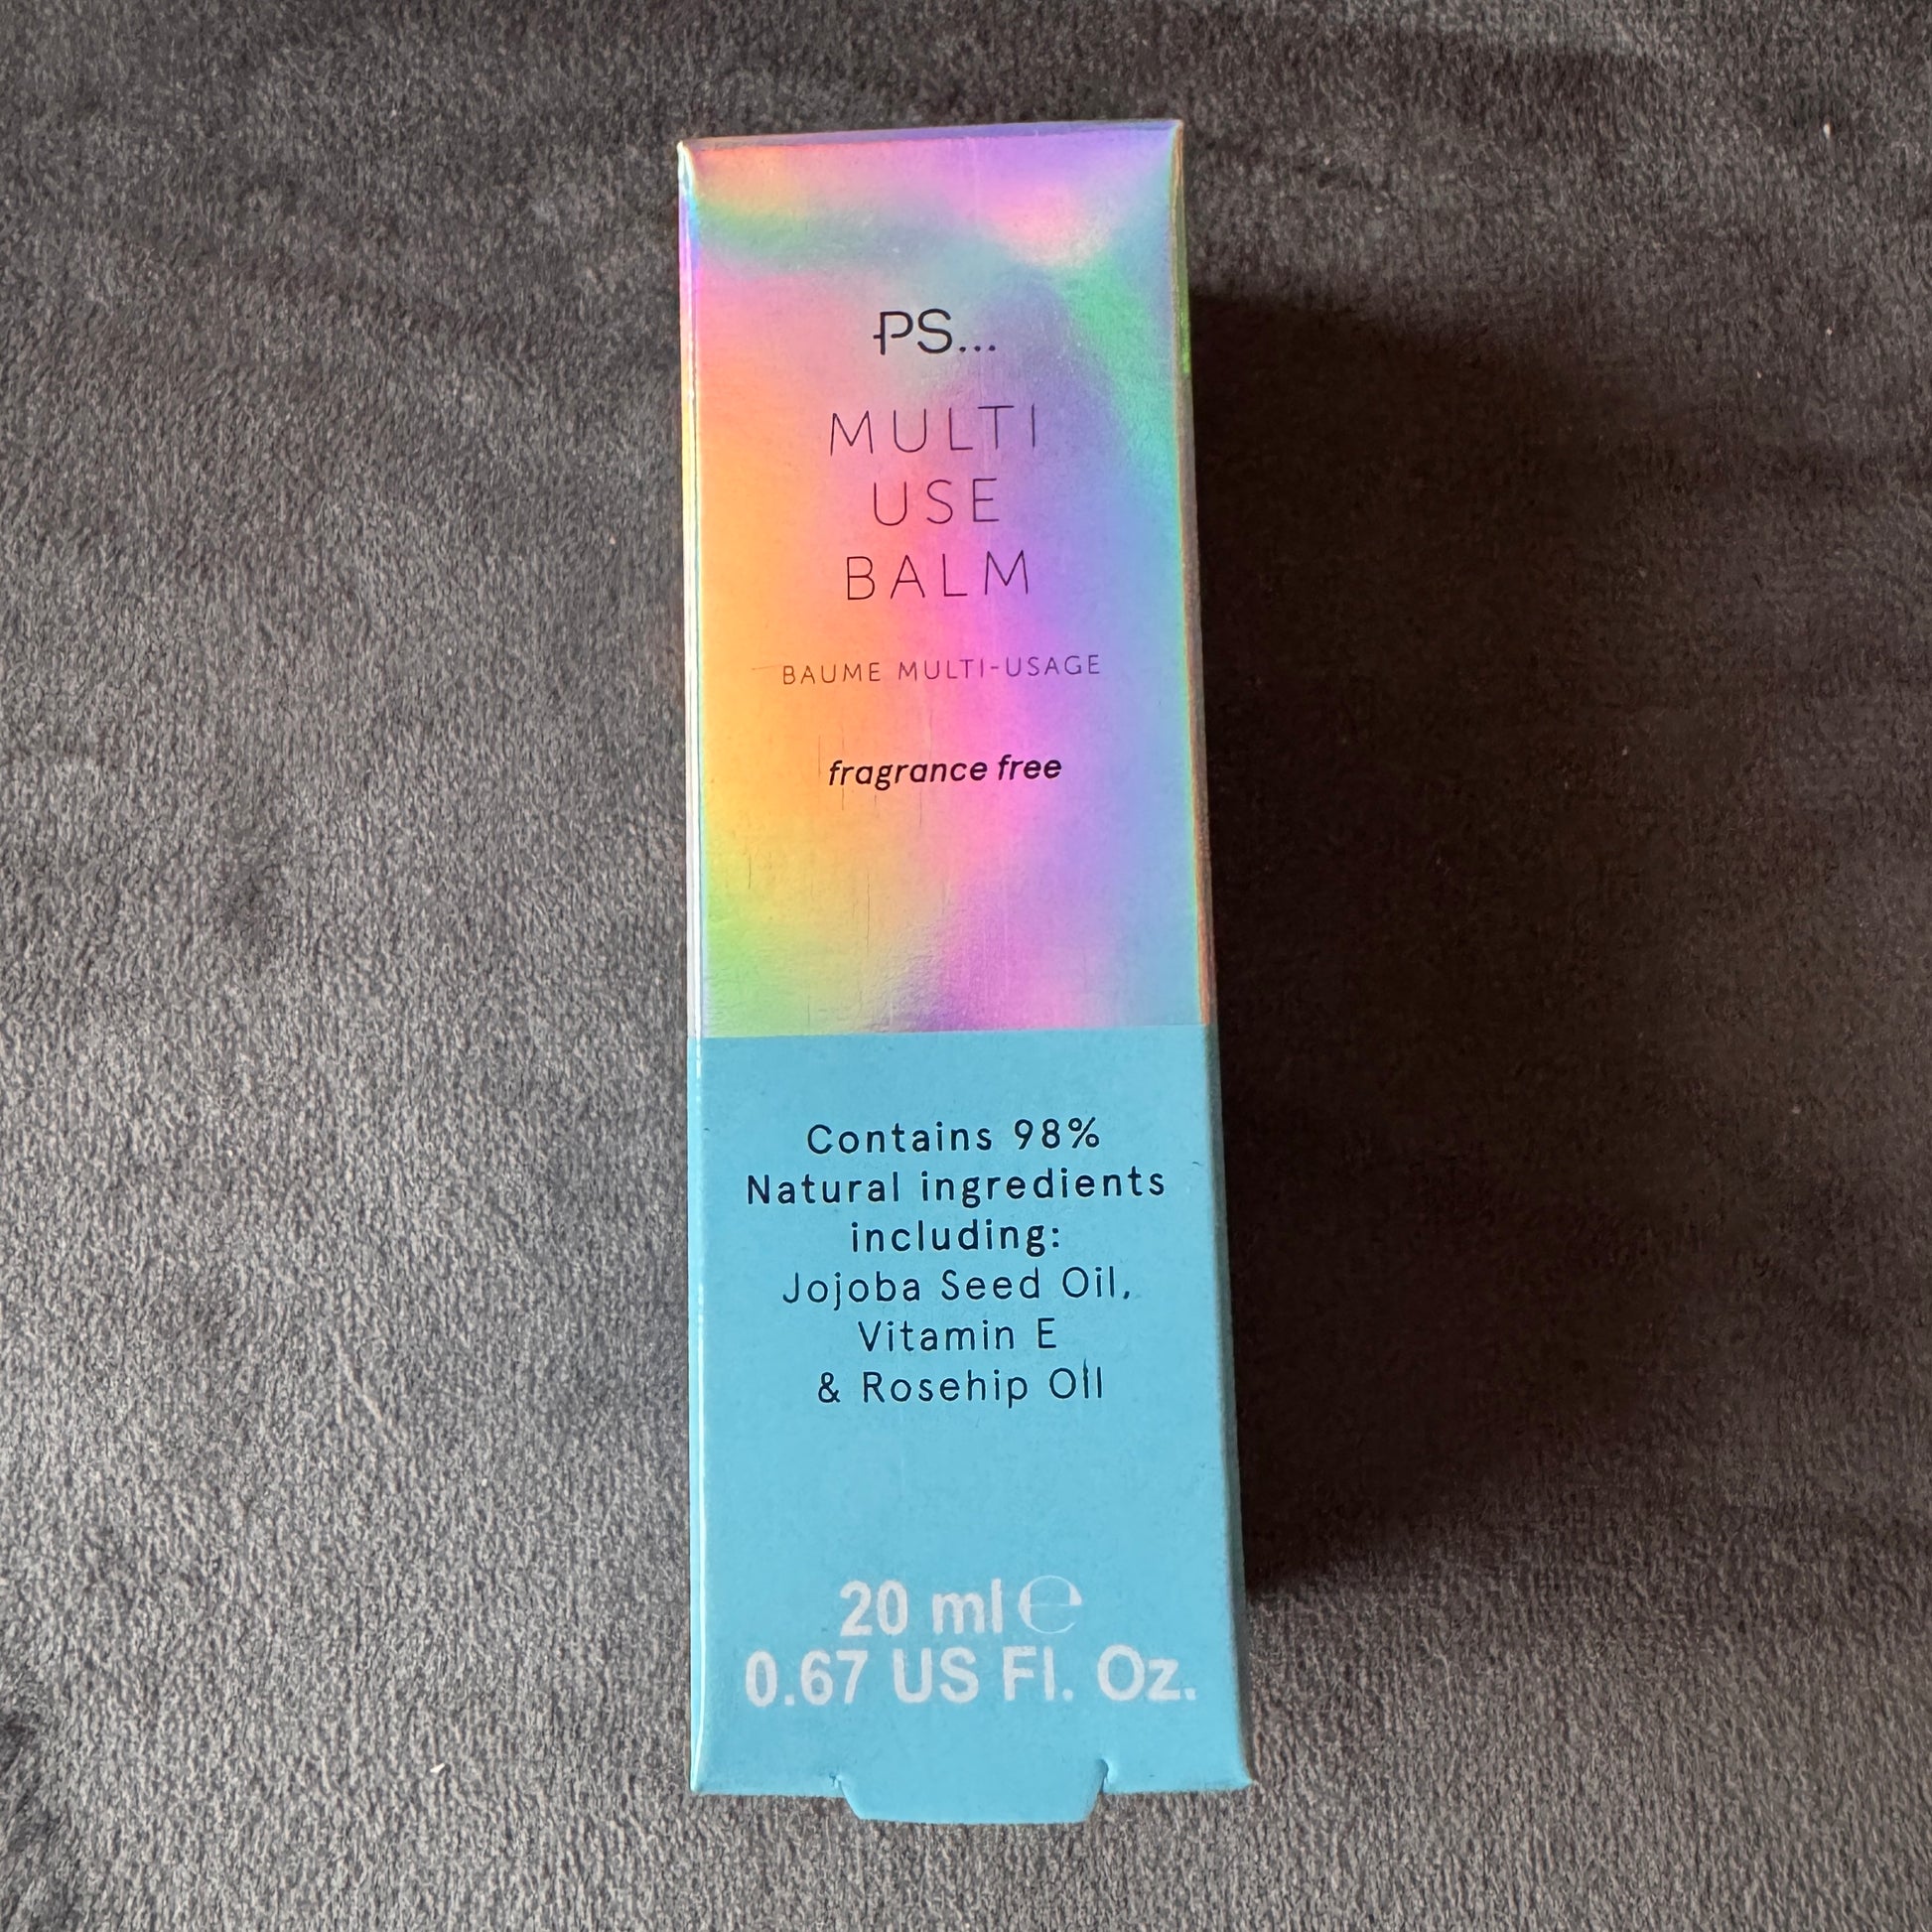 PS...
MULTI
USE
BALM
BAUME MULTI-USAGE
fragrance free
Contains 98%
Natural ingredients
including:
Jojoba Seed Oil,
Vitamin E
& Rosehip Oil
20 ml ℮
0.67 US Fl. Oz.